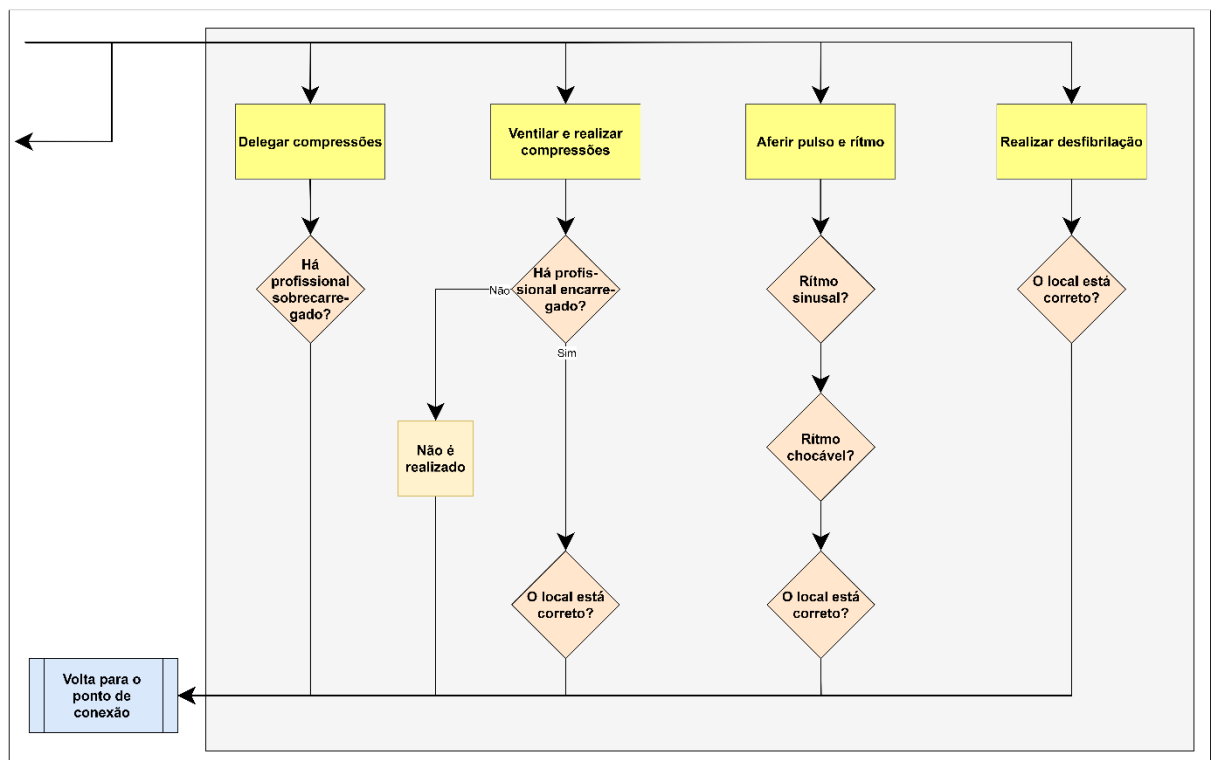 Delegar compressões
Ventilar e realizar
compressões
Aferir pulso e rítmo
Realizar desfibrilação
Há
profissional
sobrecarre-
gado?
Não
Há profis-
sional encarre-
gado?
Sim
Rítmo
sinusal?
O local está
correto?
Não é
realizado
Rítmo
chocável?
O local está
correto?
O local está
correto?
Volta para o
ponto de
conexão